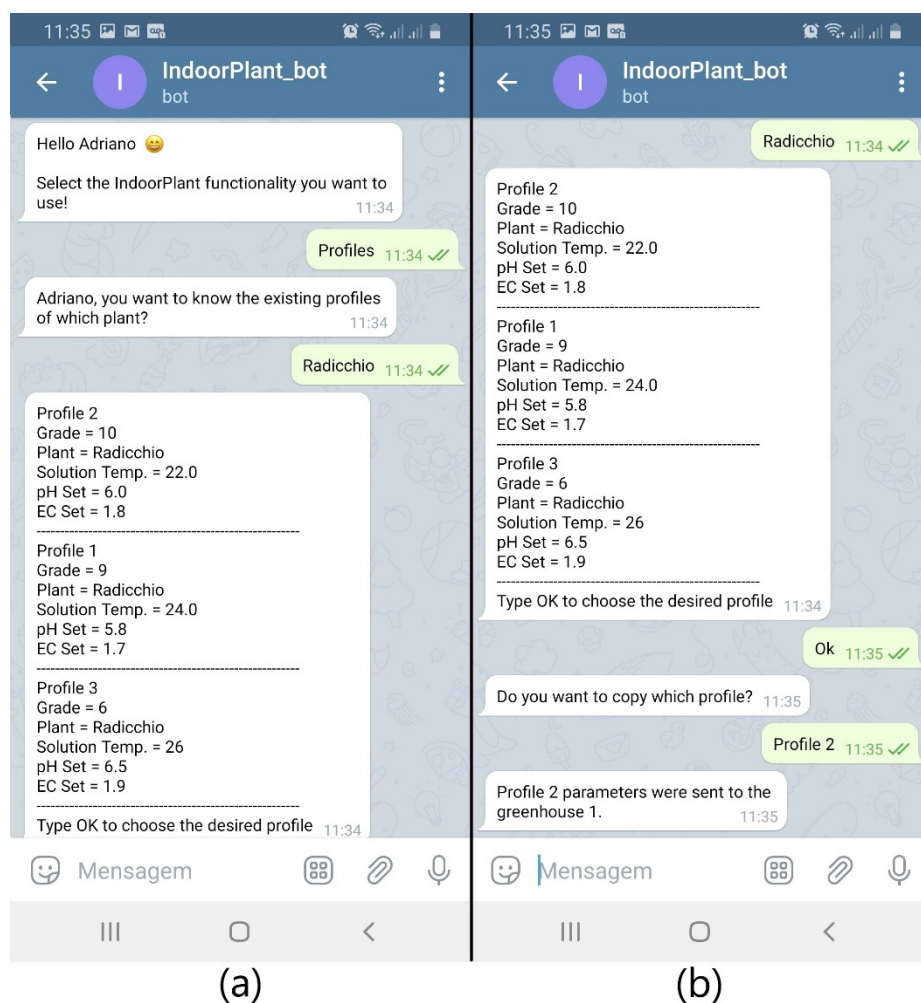 11:35
IndoorPlant_bot
I
bot
Hello Adriano 😄
Select the IndoorPlant functionality you want to
use!
11:34
Profiles 11:34
Adriano, you want to know the existing profiles
of which plant?
11:34
Radicchio 11:34
Profile 2
Grade = 10
Plant = Radicchio
Solution Temp. = 22.0
pH Set = 6.0
EC Set = 1.8
------------------------------------------------------------
Profile 1
Grade = 9
Plant = Radicchio
Solution Temp. = 24.0
pH Set = 5.8
EC Set = 1.7
------------------------------------------------------------
Profile 3
Grade = 6
Plant = Radicchio
Solution Temp. = 26
pH Set = 6.5
EC Set = 1.9
------------------------------------------------------------
Type OK to choose the desired profile 11:34
Mensagem
(a)
11:35
IndoorPlant_bot
I
bot
Radicchio 11:34
Profile 2
Grade = 10
Plant = Radicchio
Solution Temp. = 22.0
pH Set = 6.0
EC Set = 1.8
------------------------------------------------------------
Profile 1
Grade = 9
Plant = Radicchio
Solution Temp. = 24.0
pH Set = 5.8
EC Set = 1.7
------------------------------------------------------------
Profile 3
Grade = 6
Plant = Radicchio
Solution Temp. = 26
pH Set = 6.5
EC Set = 1.9
------------------------------------------------------------
Type OK to choose the desired profile 11:34
Ok 11:35
Do you want to copy which profile? 11:35
Profile 2 11:35
Profile 2 parameters were sent to the
greenhouse 1.
11:35
Mensagem
(b)